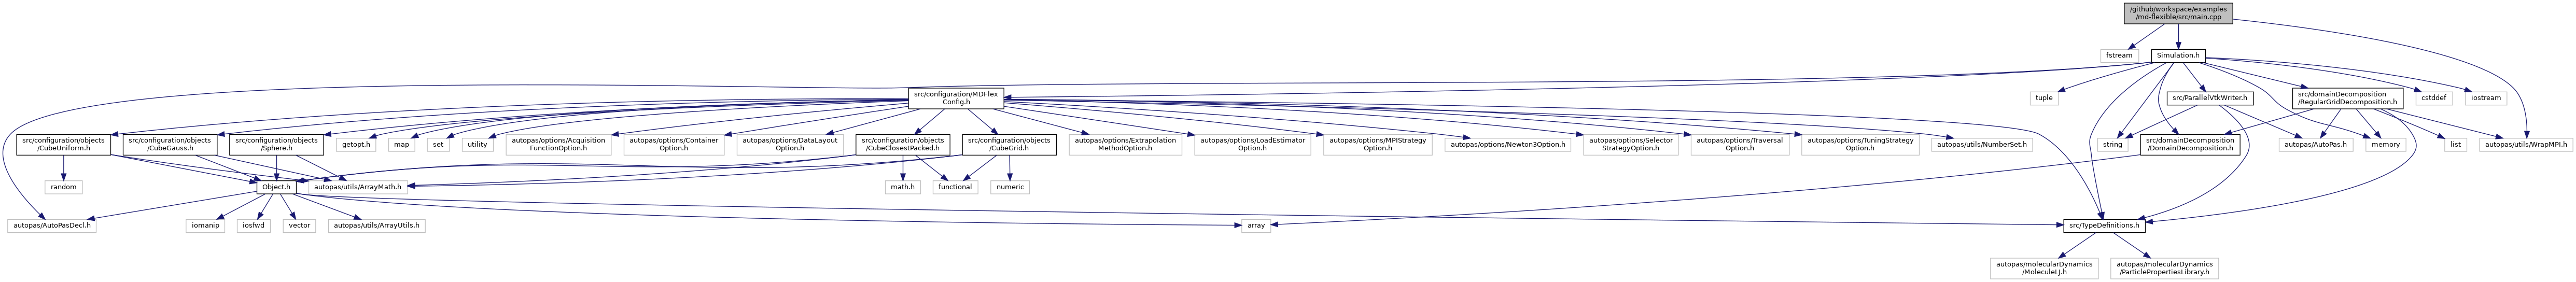 /github/workspace/examples
/md-flexible/src/main.cpp
fstream
Simulation.h
src/configuration/MDFlex
Config.h
tuple
src/ParallelVtkWriter.h
src/domainDecomposition
/RegularGridDecomposition.h
cstddef
iostream
src/configuration/objects
/CubeUniform.h
src/configuration/objects
/CubeGauss.h
src/configuration/objects
/Sphere.h
getopt.h
map
set
utility
autopas/options/Acquisition
FunctionOption.h
autopas/options/Container
Option.h
autopas/options/DataLayout
Option.h
src/configuration/objects
/CubeClosestPacked.h
src/configuration/objects
/CubeGrid.h
autopas/options/Extrapolation
MethodOption.h
autopas/options/LoadEstimator
Option.h
autopas/options/MPIStrategy
Option.h
autopas/options/Newton3Option.h
autopas/options/Selector
StrategyOption.h
autopas/options/Traversal
Option.h
autopas/options/TuningStrategy
Option.h
autopas/utils/NumberSet.h
string
src/domainDecomposition
/DomainDecomposition.h
autopas/AutoPas.h
memory
list
autopas/utils/WrapMPI.h
random
Object.h
autopas/utils/ArrayMath.h
math.h
functional
numeric
autopas/AutoPasDecl.h
iomanip
iosfwd
vector
autopas/utils/ArrayUtils.h
array
src/TypeDefinitions.h
autopas/molecularDynamics
/MoleculeLJ.h
autopas/molecularDynamics
/ParticlePropertiesLibrary.h